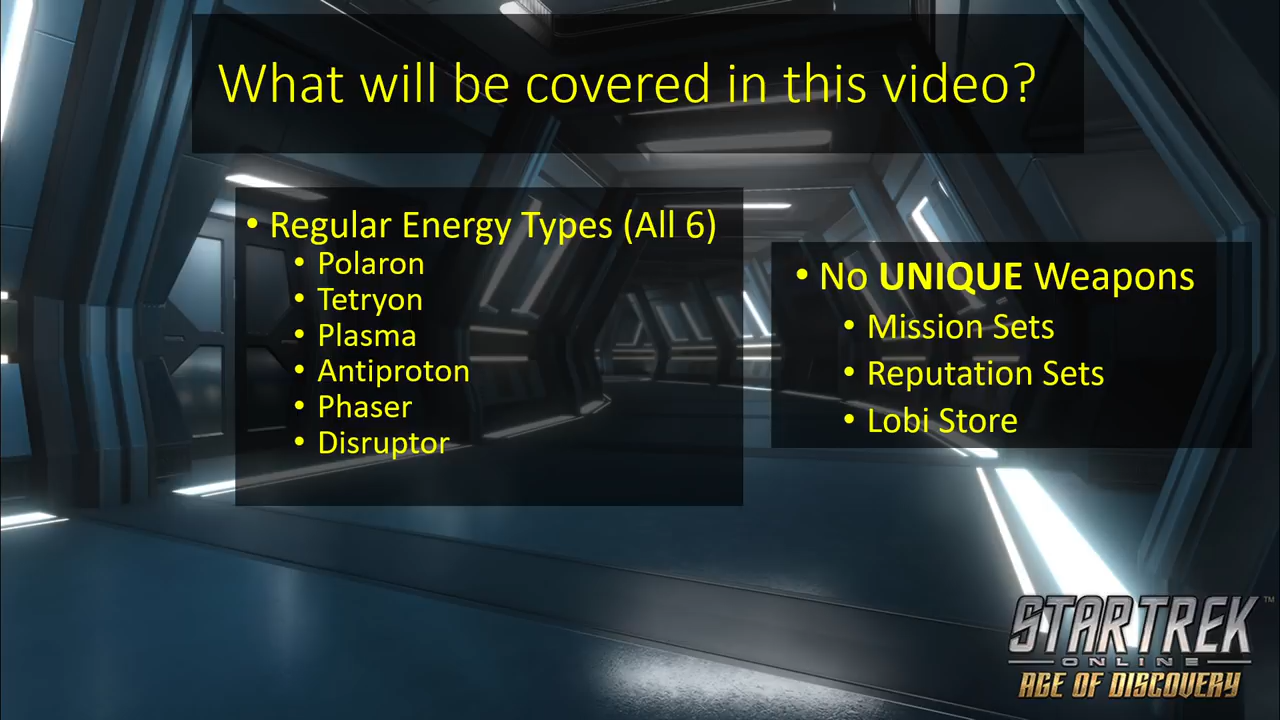 What will be covered in this video?
• Regular Energy Types (All 6)
• Polaron
• Tetryon
• Plasma
• Antiproton
• Phaser
• Disruptor
• No UNIQUE Weapons
• Mission Sets
• Reputation Sets
• Lobi Store
STAR TREK™
ONLINE
AGE OF DISCOVERY